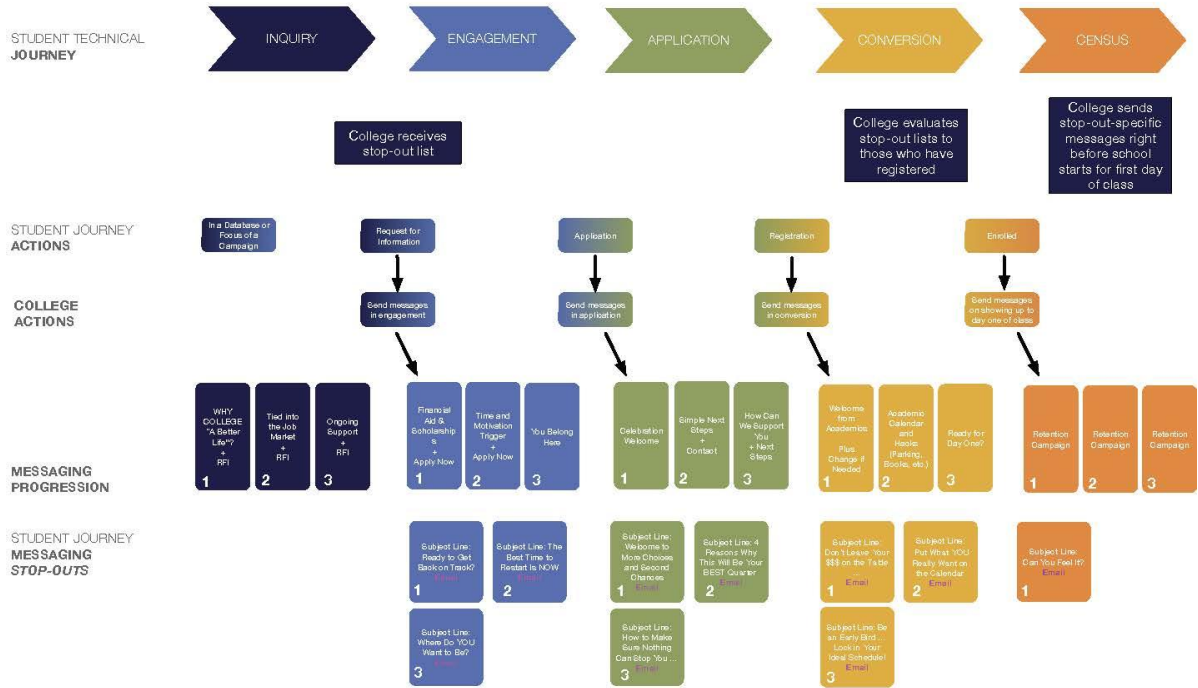 STUDENT TECHNICAL
JOURNEY
INQUIRY
ENGAGEMENT
APPLICATION
CONVERSION
CENSUS
College receives
stop-out list
College evaluates
stop-out lists to
those who have
registered
College sends
stop-out-specific
messages right
before school
starts for first day
of class
STUDENT JOURNEY
ACTIONS
In a Database or
Focus of a
Campaign
Request for
Information
Application
Registration
Enrolled
COLLEGE
ACTIONS
Send messages
in engagement
Send messages
in application
Send messages
in conversion
Send messages
on showing up to
day one of class
MESSAGING
PROGRESSION
WHY
COLLEGE
"A Better
Life"?
+
RFI
1
Tied into
the Job
Market
+
RFI
2
Ongoing
Support
+
RFI
3
Financial
Aid &
Scholarship
s
+
Apply Now
1
Time and
Motivation
Trigger
+
Apply Now
2
You Belong
Here
3
Celebration
Welcome
1
Simple Next
Steps
+
Contact
2
How Can
We Support
You
+ Next
Steps
3
Welcome
from
Academics
Plus
Change if
Needed
1
Academic
Calendar
and
Hacks
(Parking,
Books, etc.)
2
Ready for
Day One?
3
Retention
Campaign
1
Retention
Campaign
2
Retention
Campaign
3
STUDENT JOURNEY
MESSAGING
STOP-OUTS
Subject Line:
Ready to Get
Back on Track?
Email
1
Subject Line: The
Best Time to
Restart Is NOW
Email
2
Subject Line:
Where Do YOU
Want to Be?
Email
3
Subject Line:
Welcome to
More Choices
and Second
Chances
Email
1
Subject Line: 4
Reasons Why
This Will Be Your
BEST Quarter
Email
2
Subject Line:
How to Make
Sure Nothing
Can Stop You ...
Email
3
Subject Line:
Don't Leave Your
$$$ on the Table
...
Email
1
Subject Line:
Put What YOU
Really Want on
the Calendar
Email
2
Subject Line: Be
an Early Bird ...
Lock in Your
Ideal Schedule!
Email
3
Subject Line:
Can You Feel It?
Email
1